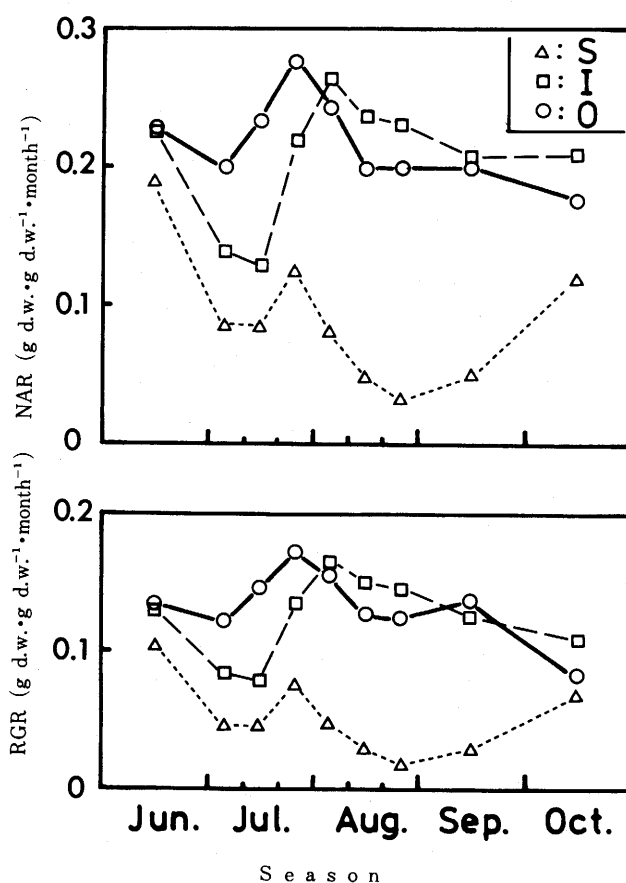 0.3
△: S
□: I
○: O
0.2
0.1
0
NAR (g d.w.·g d.w.⁻¹·month⁻¹)
0.2
0.1
0
RGR (g d.w.·g d.w.⁻¹·month⁻¹)
Jun. Jul. Aug. Sep. Oct.
Season